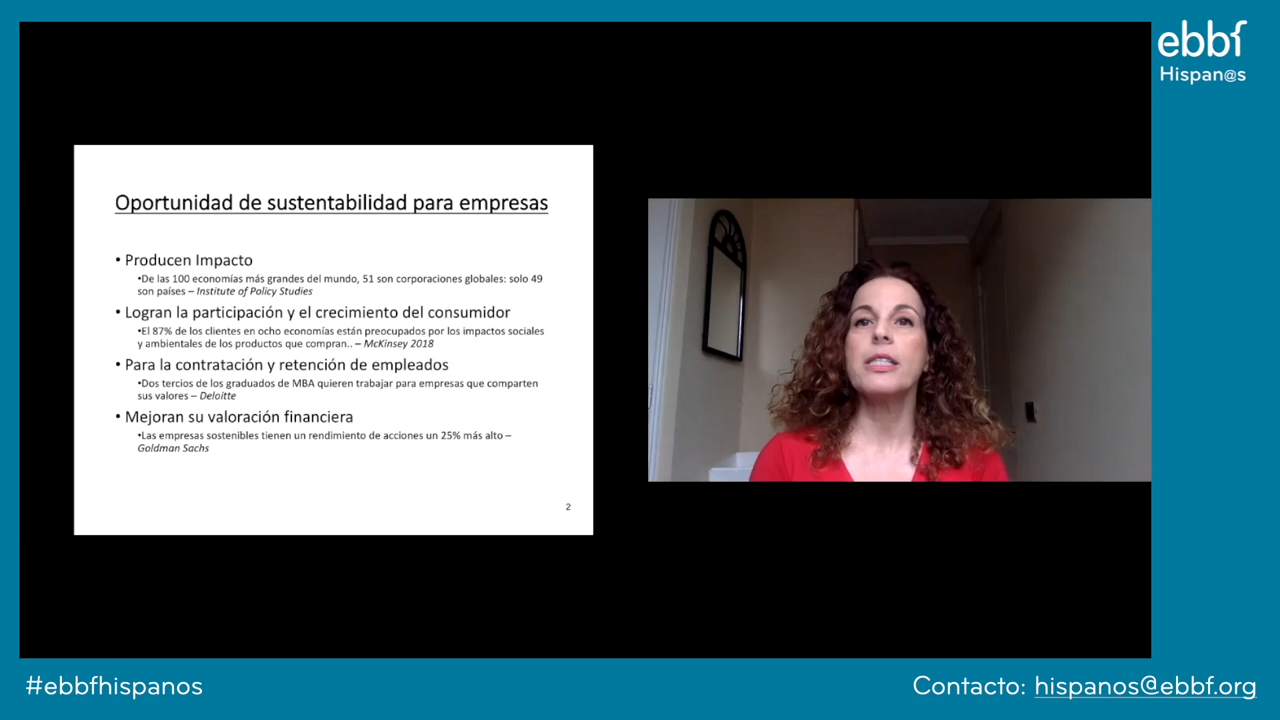 ebbf
Hispan@s
Oportunidad de sustentabilidad para empresas
• Producen Impacto
•De las 100 economías más grandes del mundo, 51 son corporaciones globales: solo 49
son países – Institute of Policy Studies
• Logran la participación y el crecimiento del consumidor
•El 87% de los clientes en ocho economías están preocupados por los impactos sociales
y ambientales de los productos que compran.. – McKinsey 2018
• Para la contratación y retención de empleados
•Dos tercios de los graduados de MBA quieren trabajar para empresas que comparten
sus valores – Deloitte
• Mejoran su valoración financiera
•Las empresas sostenibles tienen un rendimiento de acciones un 25% más alto –
Goldman Sachs
2
#ebbfhispanos
Contacto: hispanos@ebbf.org